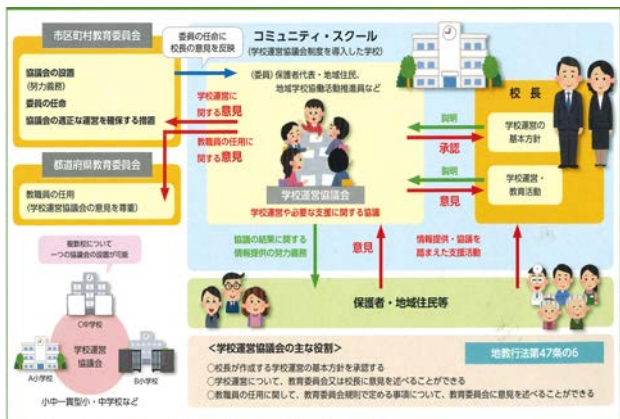 市区町村教育委員会
協議会の設置
(努力義務)
委員の任命
協議会の適正な運営を確保する措置
委員の任命に
校長の意見を反映
コミュニティ・スクール
(学校運営協議会制度を導入した学校)
(委員)保護者代表・地域住民、
地域学校協働活動推進員など
学校運営に
関する意見
教職員の任用に
関する意見
都道府県教育委員会
教職員の任用
(学校運営協議会の意見を尊重)
学校運営協議会
学校運営や必要な支援に関する協議
校長
説明
承認
学校運営の
基本方針
説明
意見
学校運営・
教育活動
協議の結果に関する
情報提供の努力義務
意見
情報提供・協議を
踏まえた支援活動
保護者・地域住民等
複数校について
一つの協議会の設置が可能
○中学校
学校運営
協議会
A小学校
B小学校
小中一貫型小・中学校など
<学校運営協議会の主な役割>
地教行法第47条の6
○校長が作成する学校運営の基本方針を承認する
○学校運営について、教育委員会又は校長に意見を述べることができる
○教職員の任用に関して、教育委員会規則で定める事項について、教育委員会に意見を述べることができる